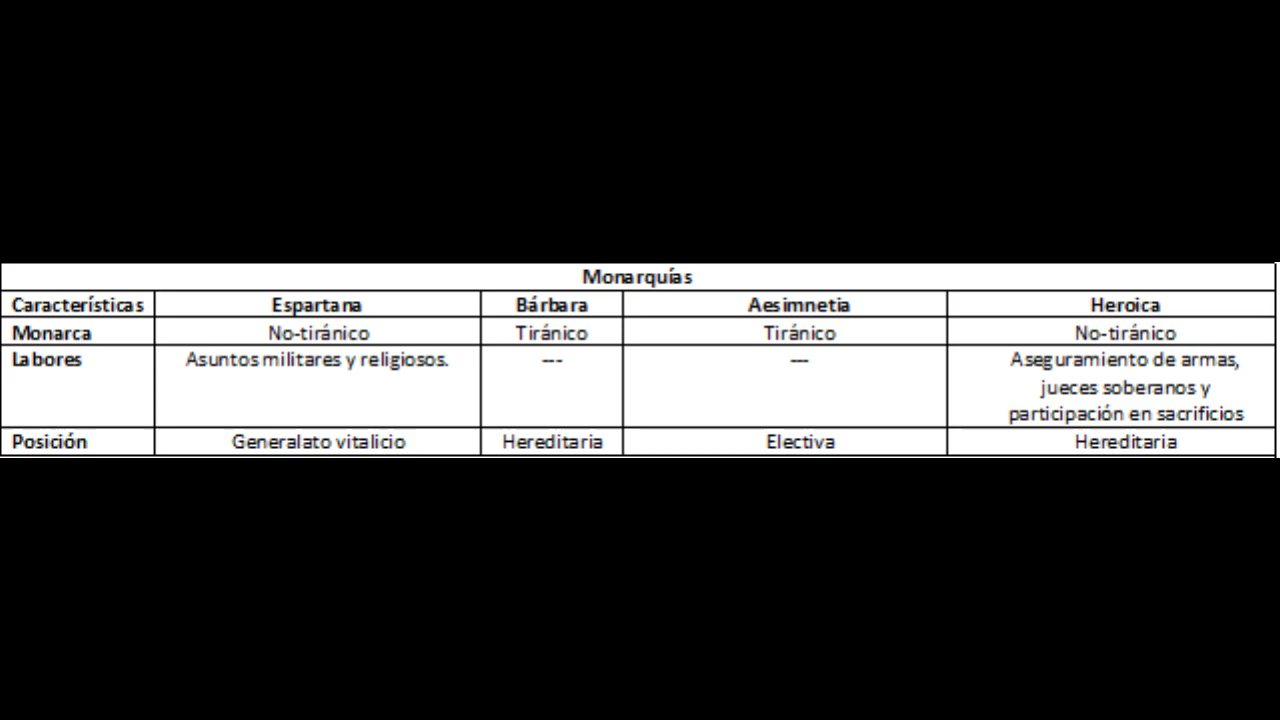 Monarquías
Características Espartana Bárbara Aesimnetia Heroica
Monarca No-tiránico Tiránico Tiránico No-tiránico
Labores Asuntos militares y religiosos. --- --- Aseguramiento de armas,
jueces soberanos y
participación en sacrificios
Posición Generalato vitalicio Hereditaria Electiva Hereditaria